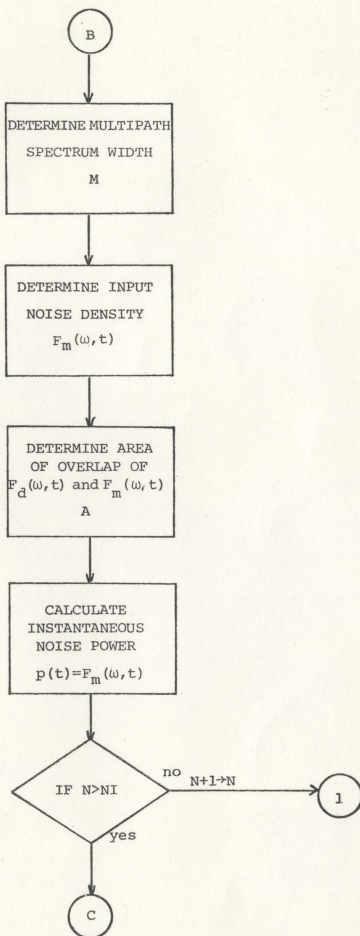 B
DETERMINE MULTIPATH
SPECTRUM WIDTH
M
DETERMINE INPUT
NOISE DENSITY
Fm(ω,t)
DETERMINE AREA
OF OVERLAP OF
Fd(ω,t) and Fm(ω,t)
A
CALCULATE
INSTANTANEOUS
NOISE POWER
p(t)=Fm(ω,t)
IF N>NI
no
N+1→N
1
yes
C